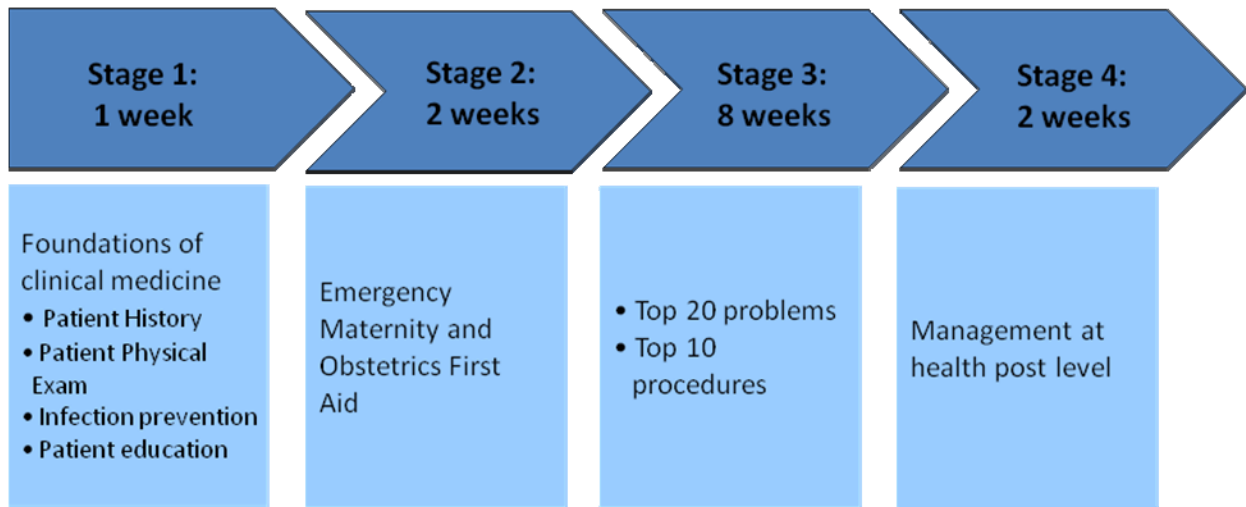 Stage 1:
1 week
Stage 2:
2 weeks
Stage 3:
8 weeks
Stage 4:
2 weeks
Foundations of
clinical medicine
• Patient History
• Patient Physical
Exam
• Infection prevention
• Patient education
Emergency
Maternity and
Obstetrics First
Aid
• Top 20 problems
• Top 10
procedures
Management at
health post level